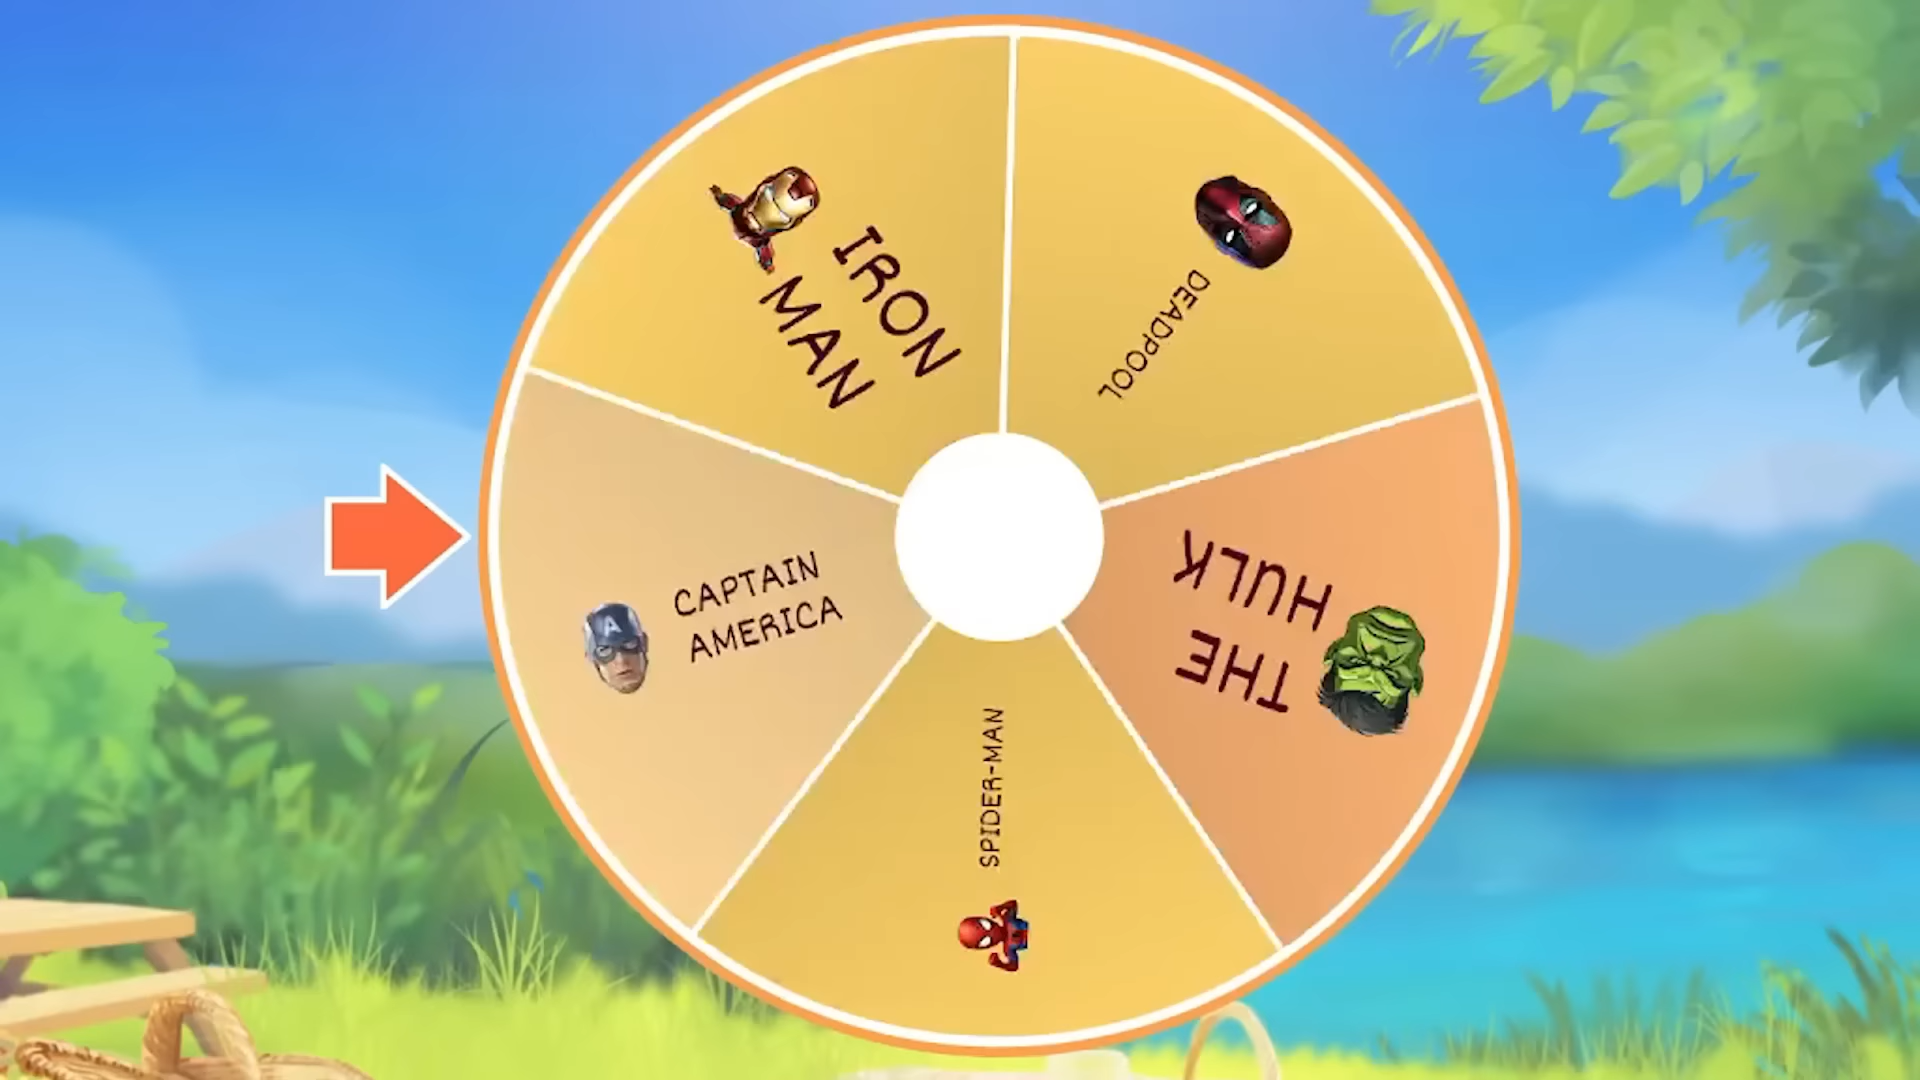 IRON
MAN
DEADPOOL
CAPTAIN
AMERICA
THE
HULK
SPIDER-MAN
A